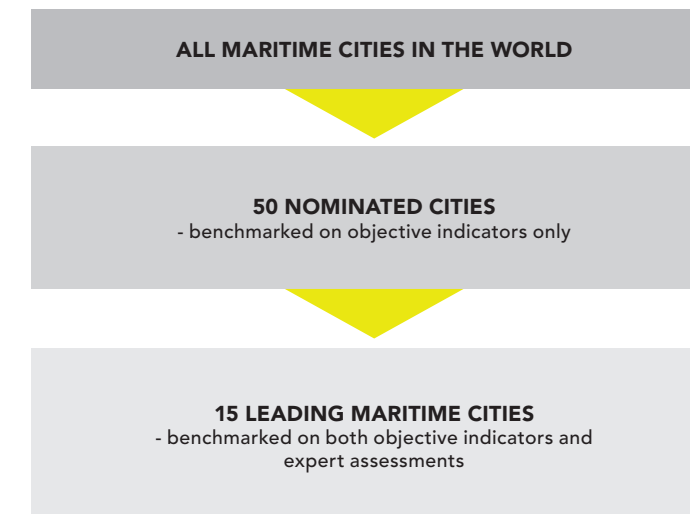 ALL MARITIME CITIES IN THE WORLD
50 NOMINATED CITIES
- benchmarked on objective indicators only
15 LEADING MARITIME CITIES
- benchmarked on both objective indicators and
expert assessments